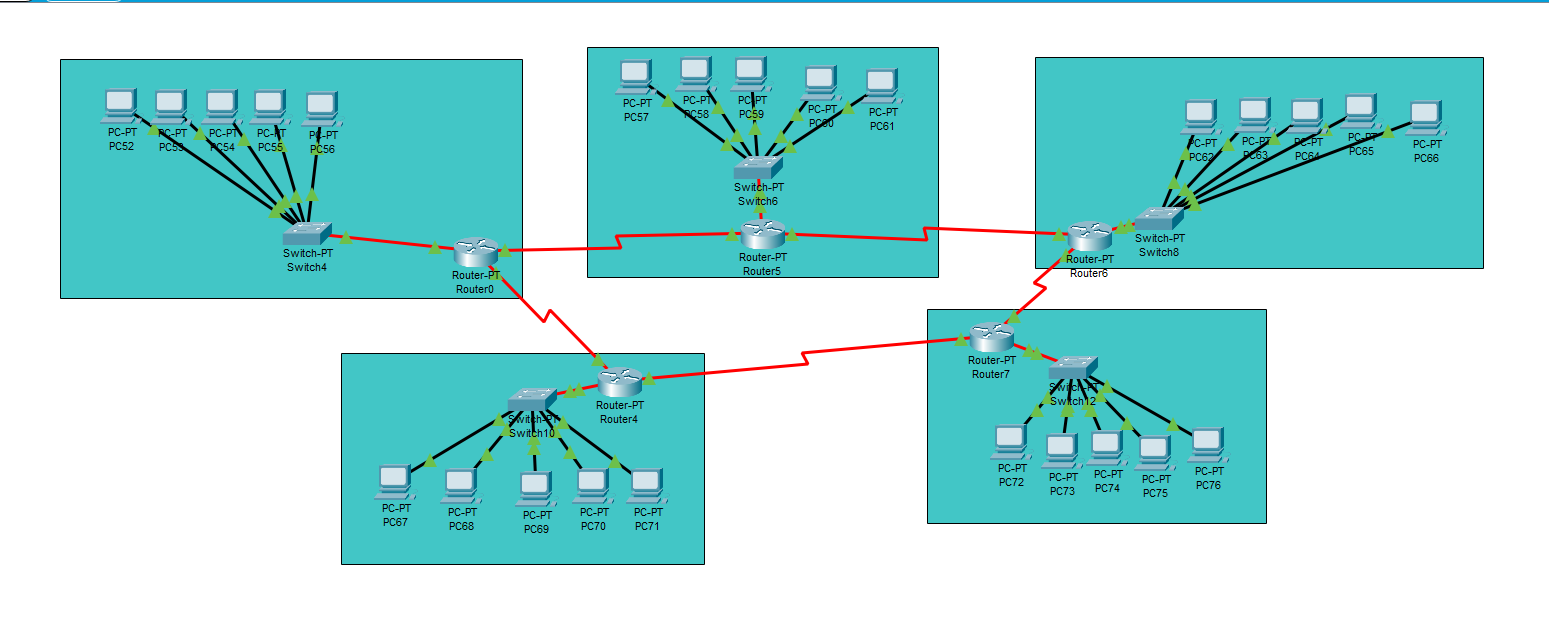 PC-PT
PC52
PC-PT
PC53
PC-PT
PC54
PC-PT
PC55
PC-PT
PC56
Switch-PT
Switch4
Router-PT
Router0
PC-PT
PC57
PC-PT
PC58
PC-PT
PC59
PC-PT
PC60
PC-PT
PC61
Switch-PT
Switch6
Router-PT
Router5
PC-PT
PC62
PC-PT
PC63
PC-PT
PC64
PC-PT
PC65
PC-PT
PC66
Switch-PT
Switch8
Router-PT
Router6
Router-PT
Router4
Switch-PT
Switch10
PC-PT
PC67
PC-PT
PC68
PC-PT
PC69
PC-PT
PC70
PC-PT
PC71
Router-PT
Router7
Switch-PT
Switch12
PC-PT
PC72
PC-PT
PC73
PC-PT
PC74
PC-PT
PC75
PC-PT
PC76